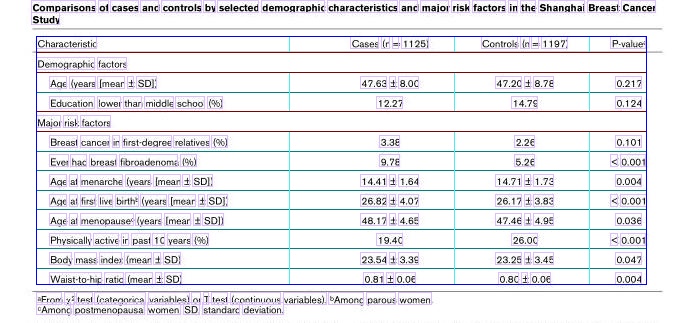 Comparisons of cases and controls by selected demographic characteristics and major risk factors in the Shanghai Breast Cancer
Study
Characteristic Cases (n = 1125) Controls (n = 1197) P-valueᵃ
Demographic factors
Age (years [mean ± SD]) 47.63 ± 8.00 47.20 ± 8.78 0.217
Education lower than middle school (%) 12.27 14.79 0.124
Major risk factors
Breast cancer in first-degree relatives (%) 3.38 2.26 0.101
Ever had breast fibroadenoma (%) 9.78 5.26 < 0.001
Age at menarche (years [mean ± SD]) 14.41 ± 1.64 14.71 ± 1.73 0.004
Age at first live birthᵇ (years [mean ± SD]) 26.82 ± 4.07 26.17 ± 3.83 < 0.001
Age at menopauseᶜ (years [mean ± SD]) 48.17 ± 4.65 47.46 ± 4.95 0.036
Physically active in past 10 years (%) 19.40 26.00 < 0.001
Body mass index (mean ± SD) 23.54 ± 3.39 23.25 ± 3.45 0.047
Waist-to-hip ratio (mean ± SD) 0.81 ± 0.06 0.80 ± 0.06 0.004
ᵃFrom χ² test (categorical variables) or T test (continuous variables). ᵇAmong parous women.
ᶜAmong postmenopausal women. SD, standard deviation.